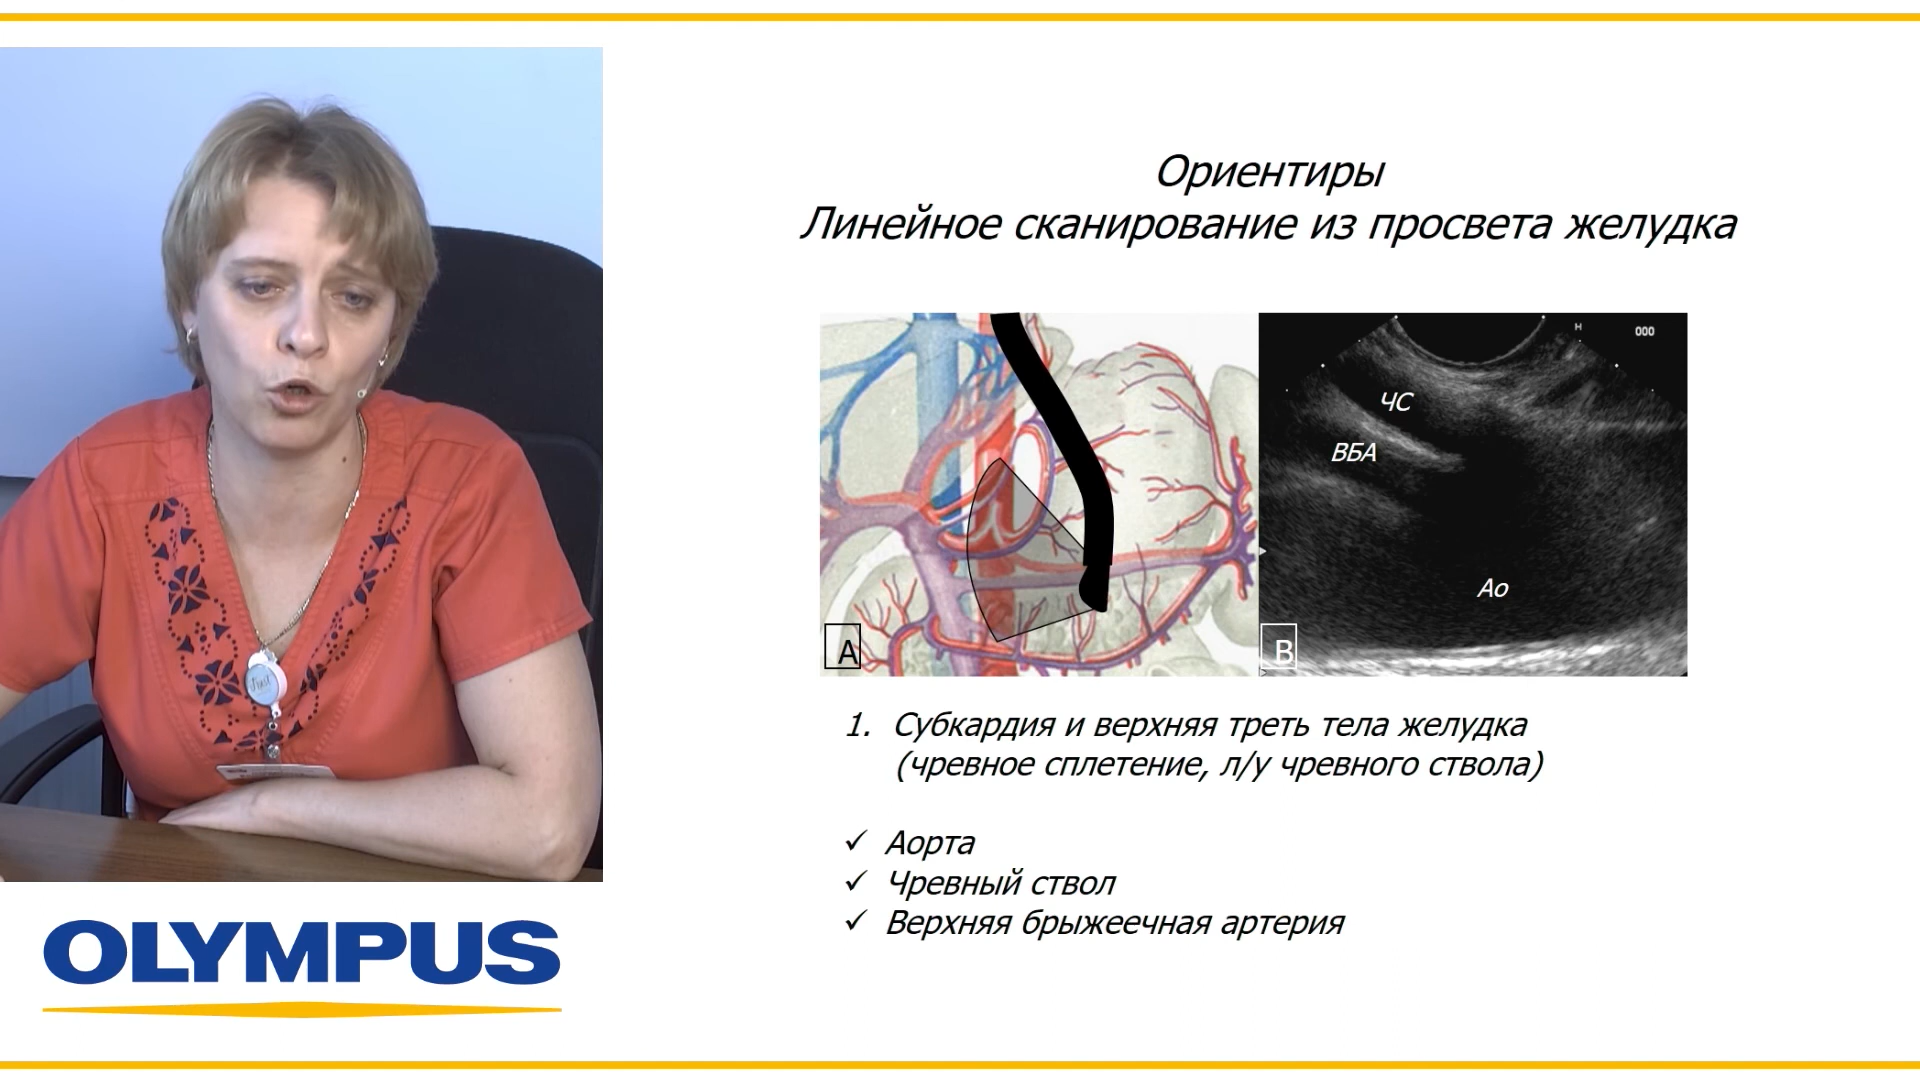 Ориентиры
Линейное сканирование из просвета желудка
H
000
ЧС
ВБА
Ао
A
B
1. Субкардия и верхняя треть тела желудка
(чревное сплетение, л/у чревного ствола)
✓ Аорта
✓ Чревный ствол
✓ Верхняя брыжеечная артерия
OLYMPUS